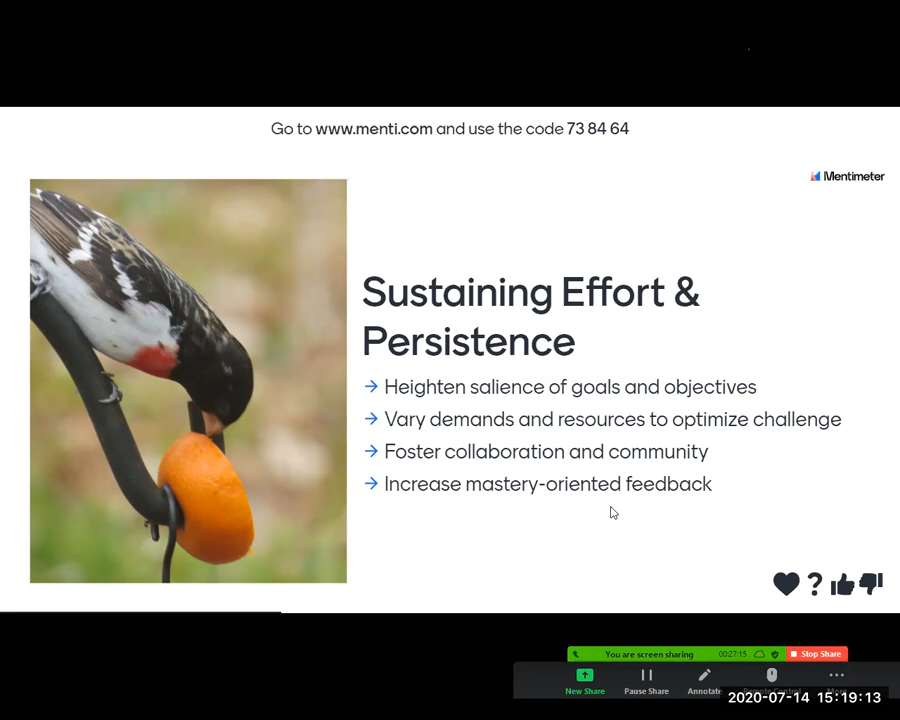 Go to www.menti.com and use the code 73 84 64
Mentimeter
Sustaining Effort &
Persistence
Heighten salience of goals and objectives
Vary demands and resources to optimize challenge
Foster collaboration and community
Increase mastery-oriented feedback
?
You are screen sharing 00:27:15 Stop Share
New Share Pause Share Annotate
2020-07-14 15:19:13